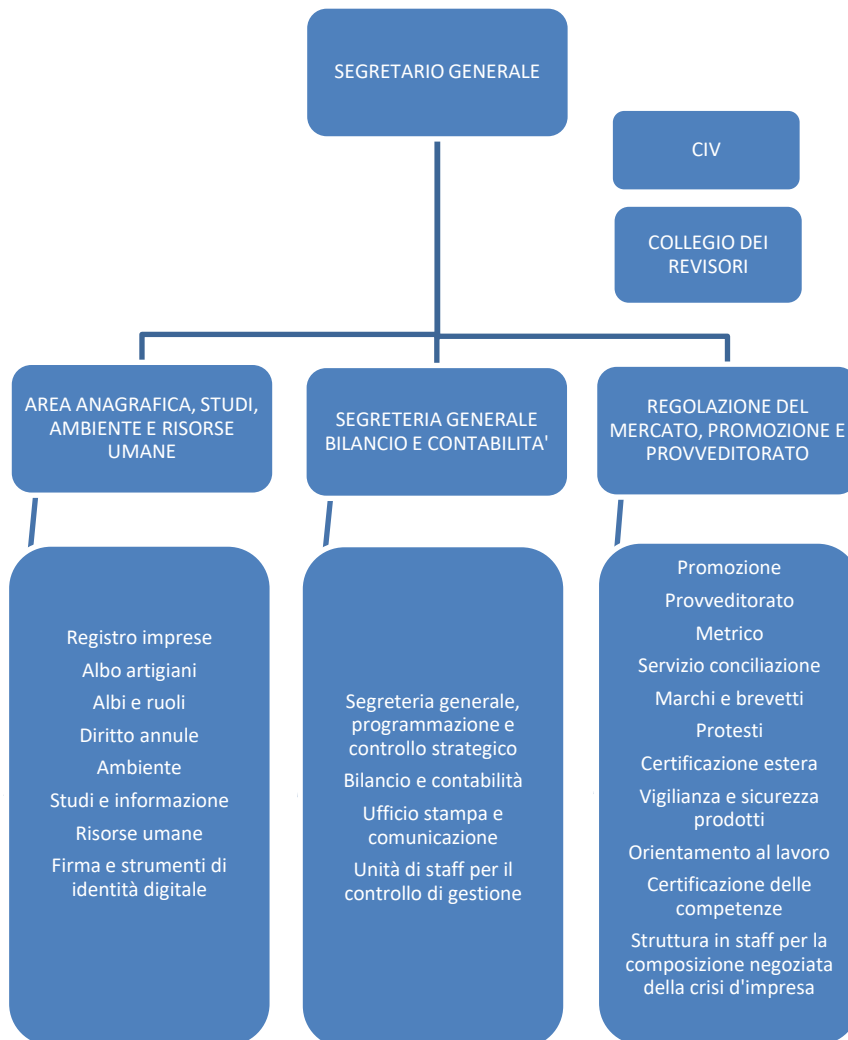 SEGRETARIO GENERALE
CIV
COLLEGIO DEI
REVISORI
AREA ANAGRAFICA, STUDI,
AMBIENTE E RISORSE
UMANE
SEGRETERIA GENERALE
BILANCIO E CONTABILITA'
REGOLAZIONE DEL
MERCATO, PROMOZIONE E
PROVVEDITORATO
Registro imprese
Albo artigiani
Albi e ruoli
Diritto annule
Ambiente
Studi e informazione
Risorse umane
Firma e strumenti di
identità digitale
Segreteria generale,
programmazione e
controllo strategico
Bilancio e contabilità
Ufficio stampa e
comunicazione
Unità di staff per il
controllo di gestione
Promozione
Provveditorato
Metrico
Servizio conciliazione
Marchi e brevetti
Protesti
Certificazione estera
Vigilianza e sicurezza
prodotti
Orientamento al lavoro
Certificazione delle
competenze
Struttura in staff per la
composizione negoziata
della crisi d'impresa